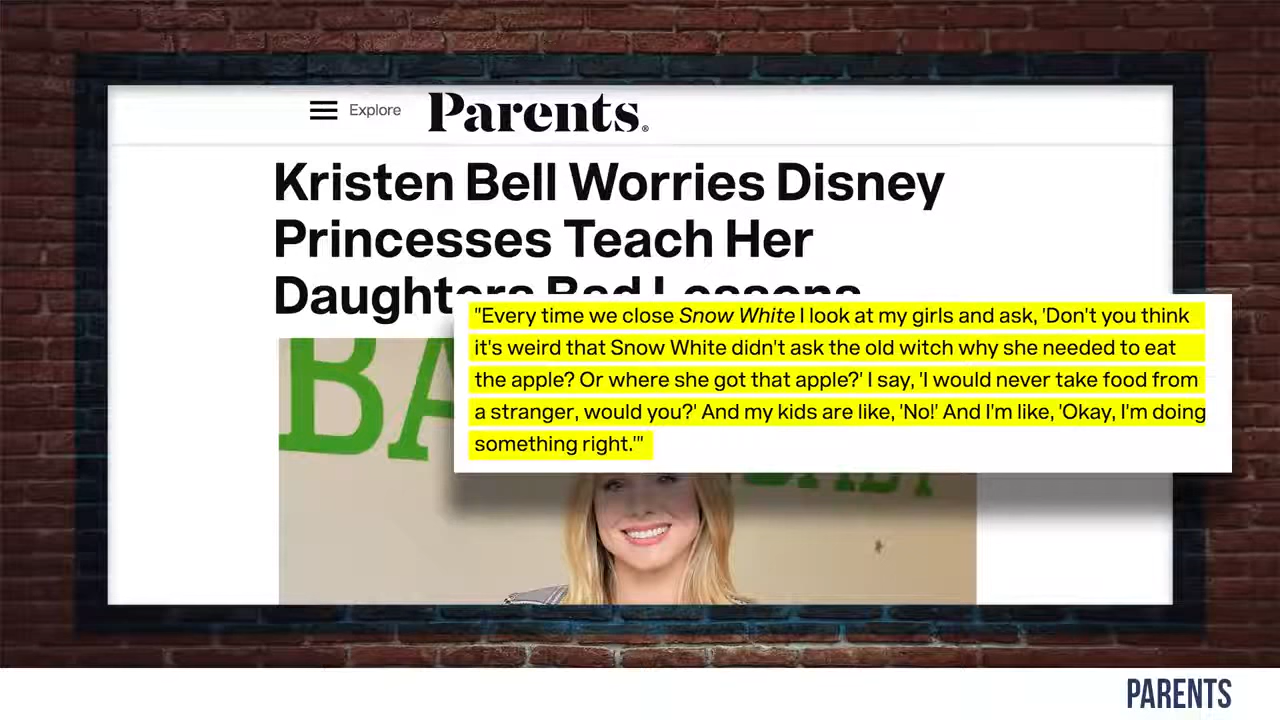 Explore
Parents.
Kristen Bell Worries Disney
Princesses Teach Her
Daughters Bad Lessons
"Every time we close Snow White I look at my girls and ask, 'Don't you think
it's weird that Snow White didn't ask the old witch why she needed to eat
the apple? Or where she got that apple?' I say, 'I would never take food from
a stranger, would you?' And my kids are like, 'No!' And I'm like, 'Okay, I'm doing
something right.'"
PARENTS